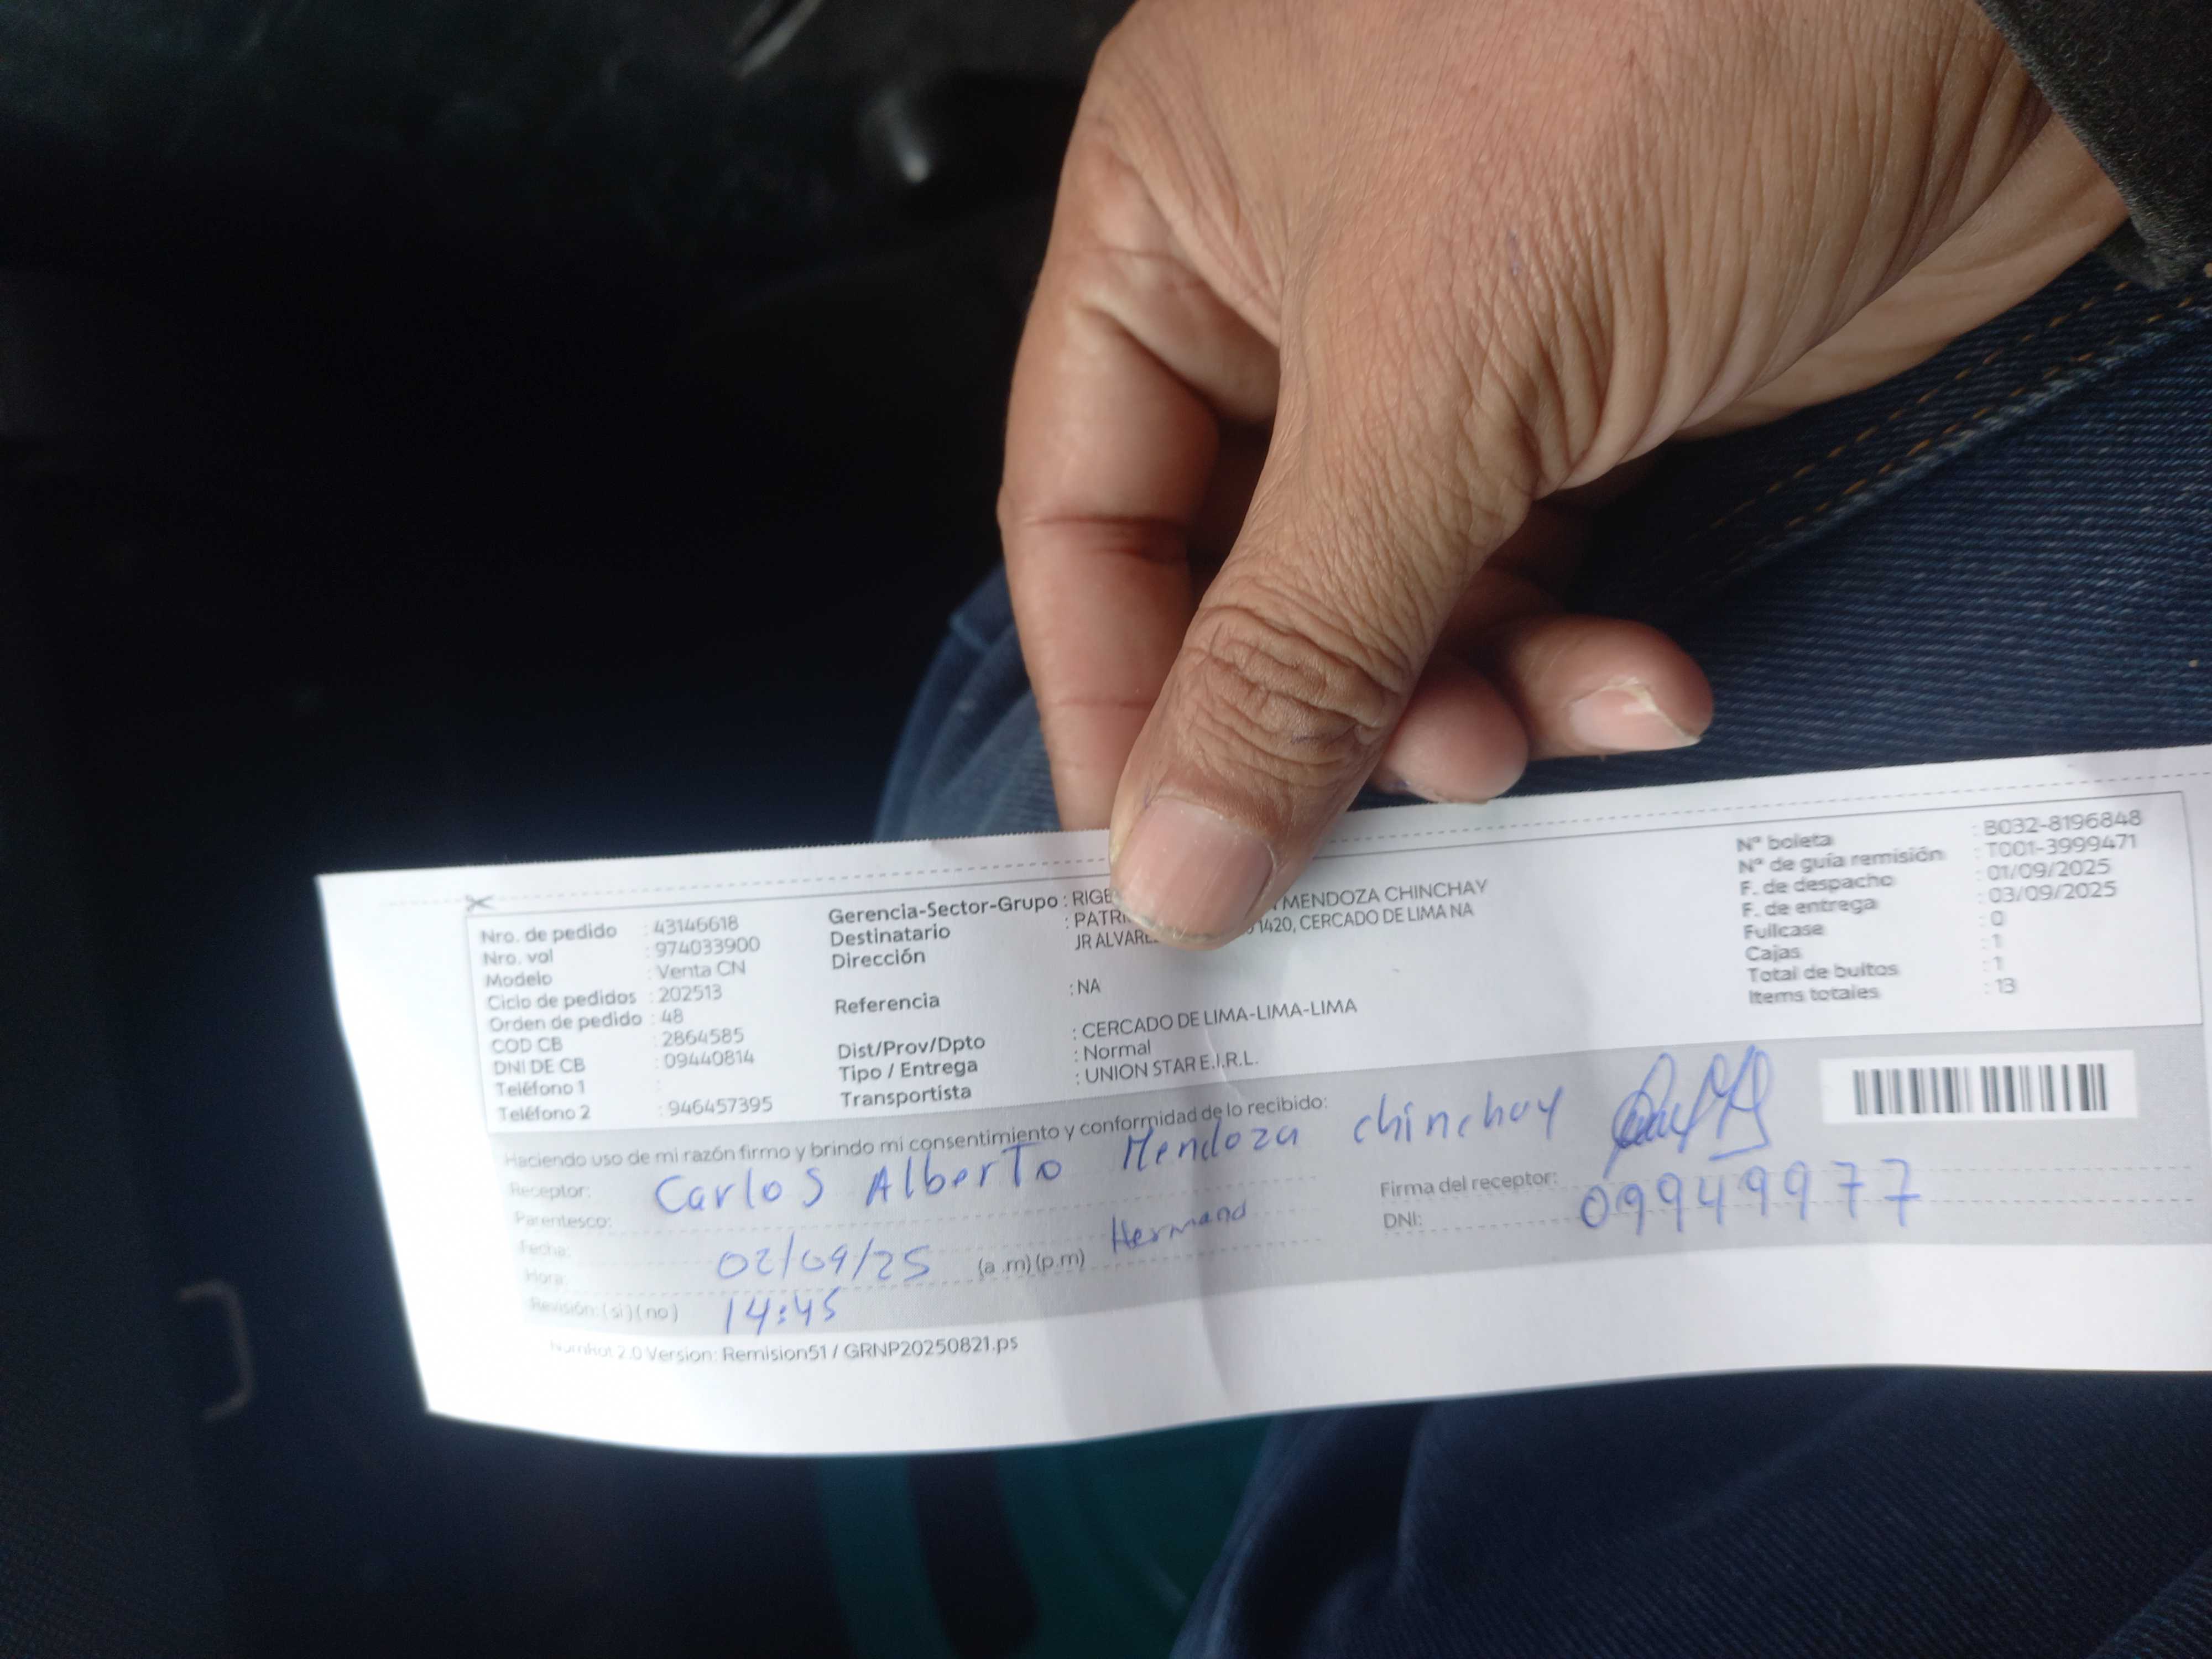 Nro. de pedido : 43146618
Nro. vol : 974033900
Modelo : Venta CN
Ciclo de pedidos : 202513
Orden de pedido : 48
COD CB : 2864585
DNI DE CB : 09440814
Teléfono 1 :
Teléfono 2 : 946457395
Gerencia-Sector-Grupo :
Destinatario : MENDOZA CHINCHAY
Dirección 1420, CERCADO DE LIMA NA
JR
Referencia : NA
Dist/Prov/Dpto : CERCADO DE LIMA-LIMA-LIMA
Tipo / Entrega : Normal
Transportista : UNION STAR E.I.R.L.
Nº boleta : B032-8196848
Nº de guía remisión : T001-3999471
F. de despacho : 01/09/2025
F. de entrega : 03/09/2025
Fullcase : 0
Cajas : 1
Total de bultos : 1
Items totales : 13
Haciendo uso de mi razón firmo y brindo mi consentimiento y conformidad de lo recibido:
Receptor: Carlos Alberto Mendoza chinchay
Parentesco: Hermano
Fecha: 02/09/25
Hora: 14:45 (a .m) (p.m)
Revisión: ( si ) ( no )
Firma del receptor:
DNI: 09949977
2.0 Version: Remision51 / GRNP20250821.ps